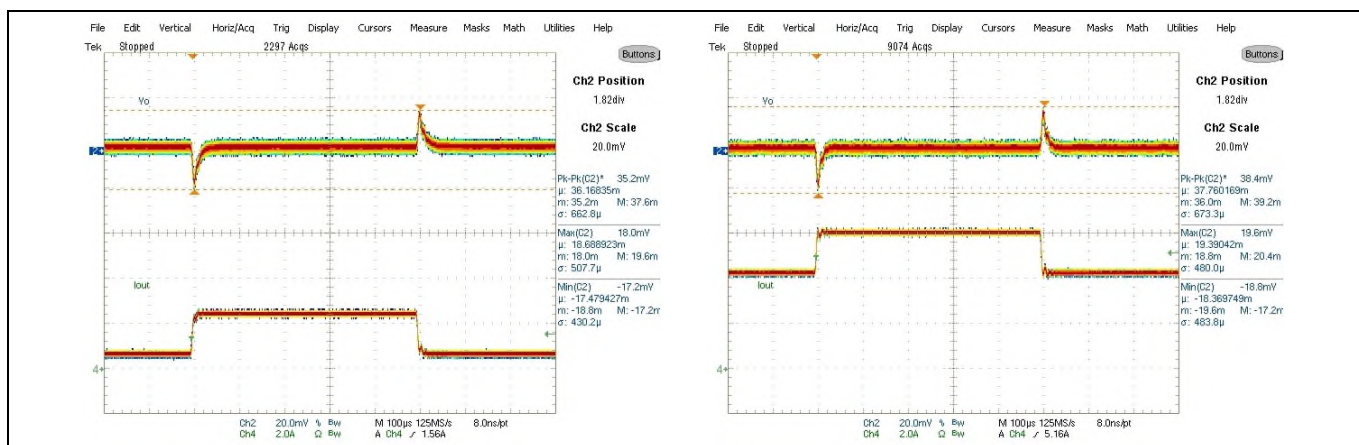 File Edit Vertical Horiz/Acq Trig Display Cursors Measure Masks Math Utilities Help
Tek Stopped 2297 Acqs
Buttons
Ch2 Position
1.82div
Ch2 Scale
20.0mV
Vo
2
Pk-Pk(C2)* 35.2mV
µ: 36.16835m
m: 35.2m M: 37.6m
σ: 662.8µ
Max(C2) 18.0mV
µ: 18.688923m
m: 18.0m M: 19.6m
σ: 507.7µ
Min(C2) -17.2mV
µ: -17.479427m
m: -18.8m M: -17.2m
σ: 430.2µ
Iout
4
Ch2 20.0mV % Bw M 100µs 125MS/s 8.0ns/pt
Ch4 2.0A Ω Bw A Ch4 ∫ 1.56A
File Edit Vertical Horiz/Acq Trig Display Cursors Measure Masks Math Utilities Help
Tek Stopped 9074 Acqs
Buttons
Ch2 Position
1.82div
Ch2 Scale
20.0mV
Vo
2
Pk-Pk(C2)* 38.4mV
µ: 37.760169m
m: 36.0m M: 39.2m
σ: 673.3µ
Max(C2) 19.6mV
µ: 19.39042m
m: 18.8m M: 20.4m
σ: 480.0µ
Min(C2) -18.8mV
µ: -18.369749m
m: -19.6m M: -17.2m
σ: 483.8µ
Iout
4
Ch2 20.0mV % Bw M 100µs 125MS/s 8.0ns/pt
Ch4 2.0A Ω Bw A Ch4 ∫ 5.16A